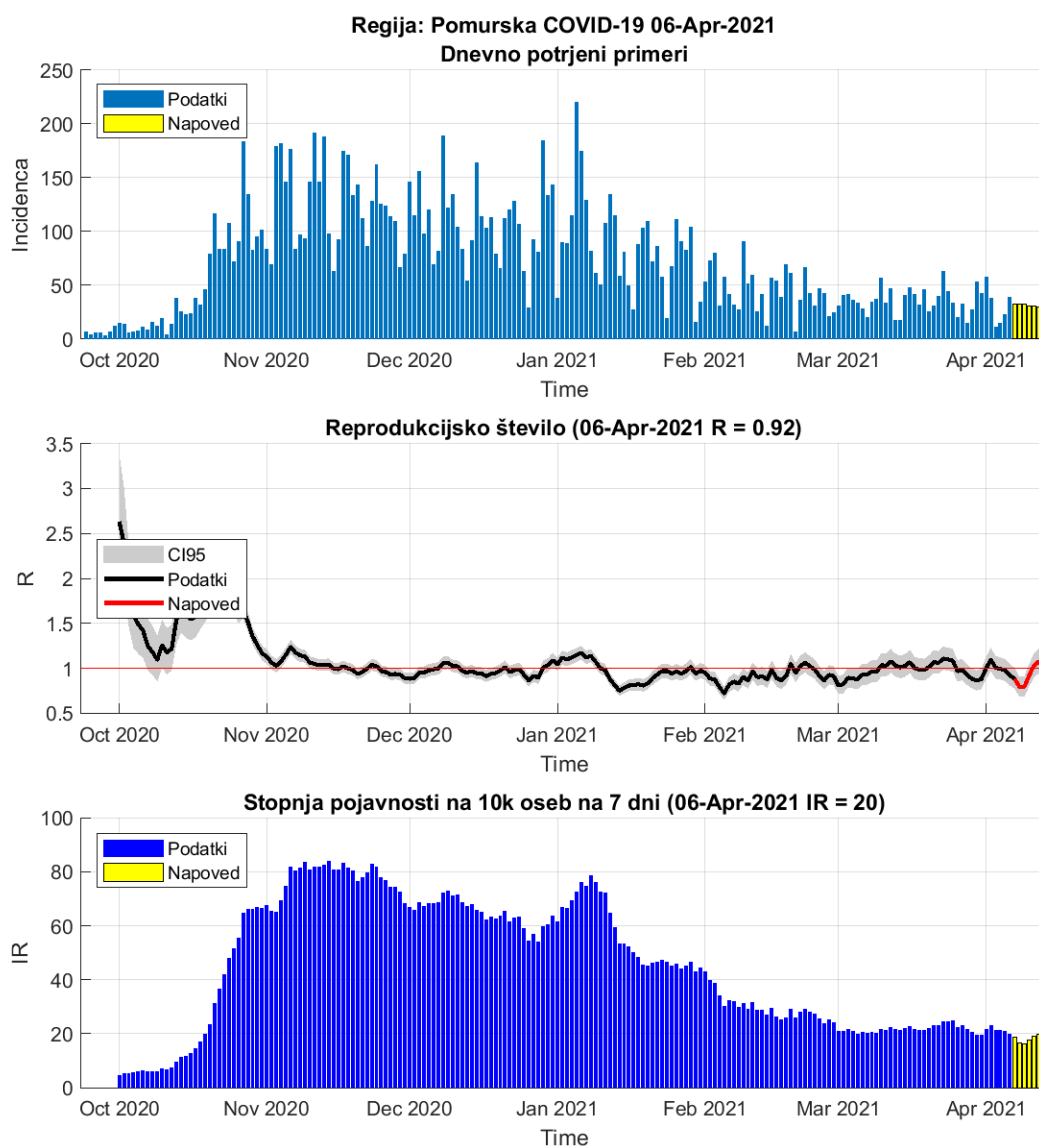 Regija: Pomurska COVID-19 06-Apr-2021
Dnevno potrjeni primeri
250
200
150
100
50
0
Incidenca
Podatki
Napoved
Oct 2020 Nov 2020 Dec 2020 Jan 2021 Feb 2021 Mar 2021 Apr 2021
Time
Reprodukcijsko število (06-Apr-2021 R = 0.92)
3.5
3
2.5
2
1.5
1
0.5
R
CI95
Podatki
Napoved
Oct 2020 Nov 2020 Dec 2020 Jan 2021 Feb 2021 Mar 2021 Apr 2021
Time
Stopnja pojavnosti na 10k oseb na 7 dni (06-Apr-2021 IR = 20)
100
80
60
40
20
0
IR
Podatki
Napoved
Oct 2020 Nov 2020 Dec 2020 Jan 2021 Feb 2021 Mar 2021 Apr 2021
Time